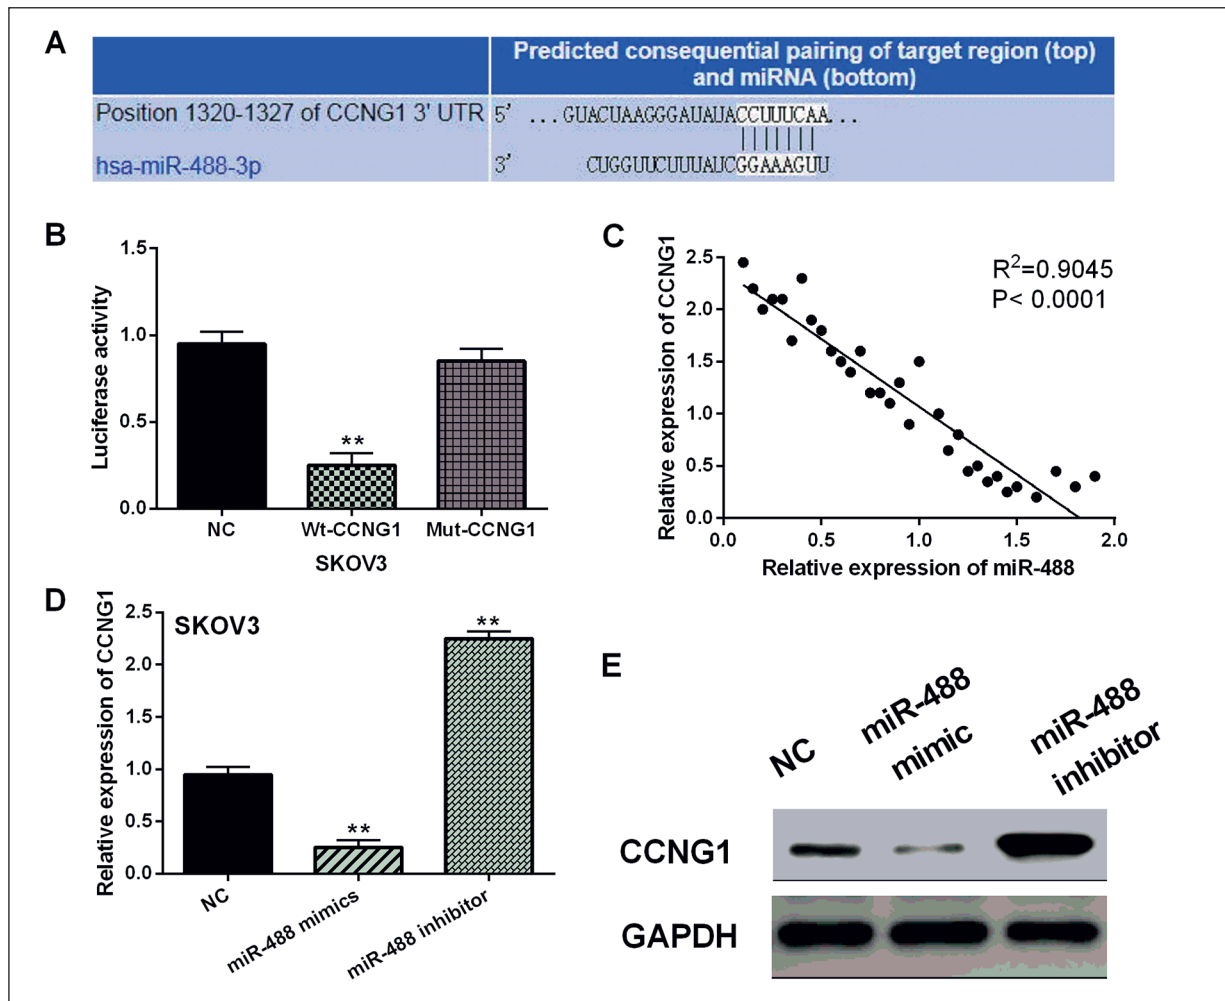 A
Predicted consequential pairing of target region (top)
and miRNA (bottom)
Position 1320-1327 of CCNG1 3' UTR 5' ...GUACUAAGGGAUAUACCUUUCAA...
hsa-miR-488-3p 3' CUGGUUCUUUAUCGGAAAGUU
B
Luciferase activity
1.5
1.0
0.5
0.0
**
NC Wt-CCNG1 Mut-CCNG1
SKOV3
C
Relative expression of CCNG1
2.5
2.0
1.5
1.0
0.5
0.0
R2=0.9045
P< 0.0001
0.0 0.5 1.0 1.5 2.0
Relative expression of miR-488
D
Relative expression of CCNG1
SKOV3
2.5
2.0
1.5
1.0
0.5
0.0
**
**
NC
miR-488 mimics
miR-488 inhibitor
E
NC
miR-488
mimic
miR-488
inhibitor
CCNG1
GAPDH